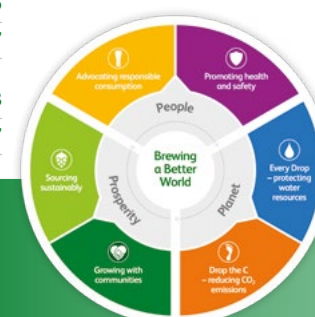 Advocating responsible
consumption
Promoting health
and safety
People
Brewing
a Better
World
Sourcing
sustainably
Every Drop
– protecting
water
resources
Prosperity
Planet
Growing with
communities
Drop the C
– reducing CO₂
emissions